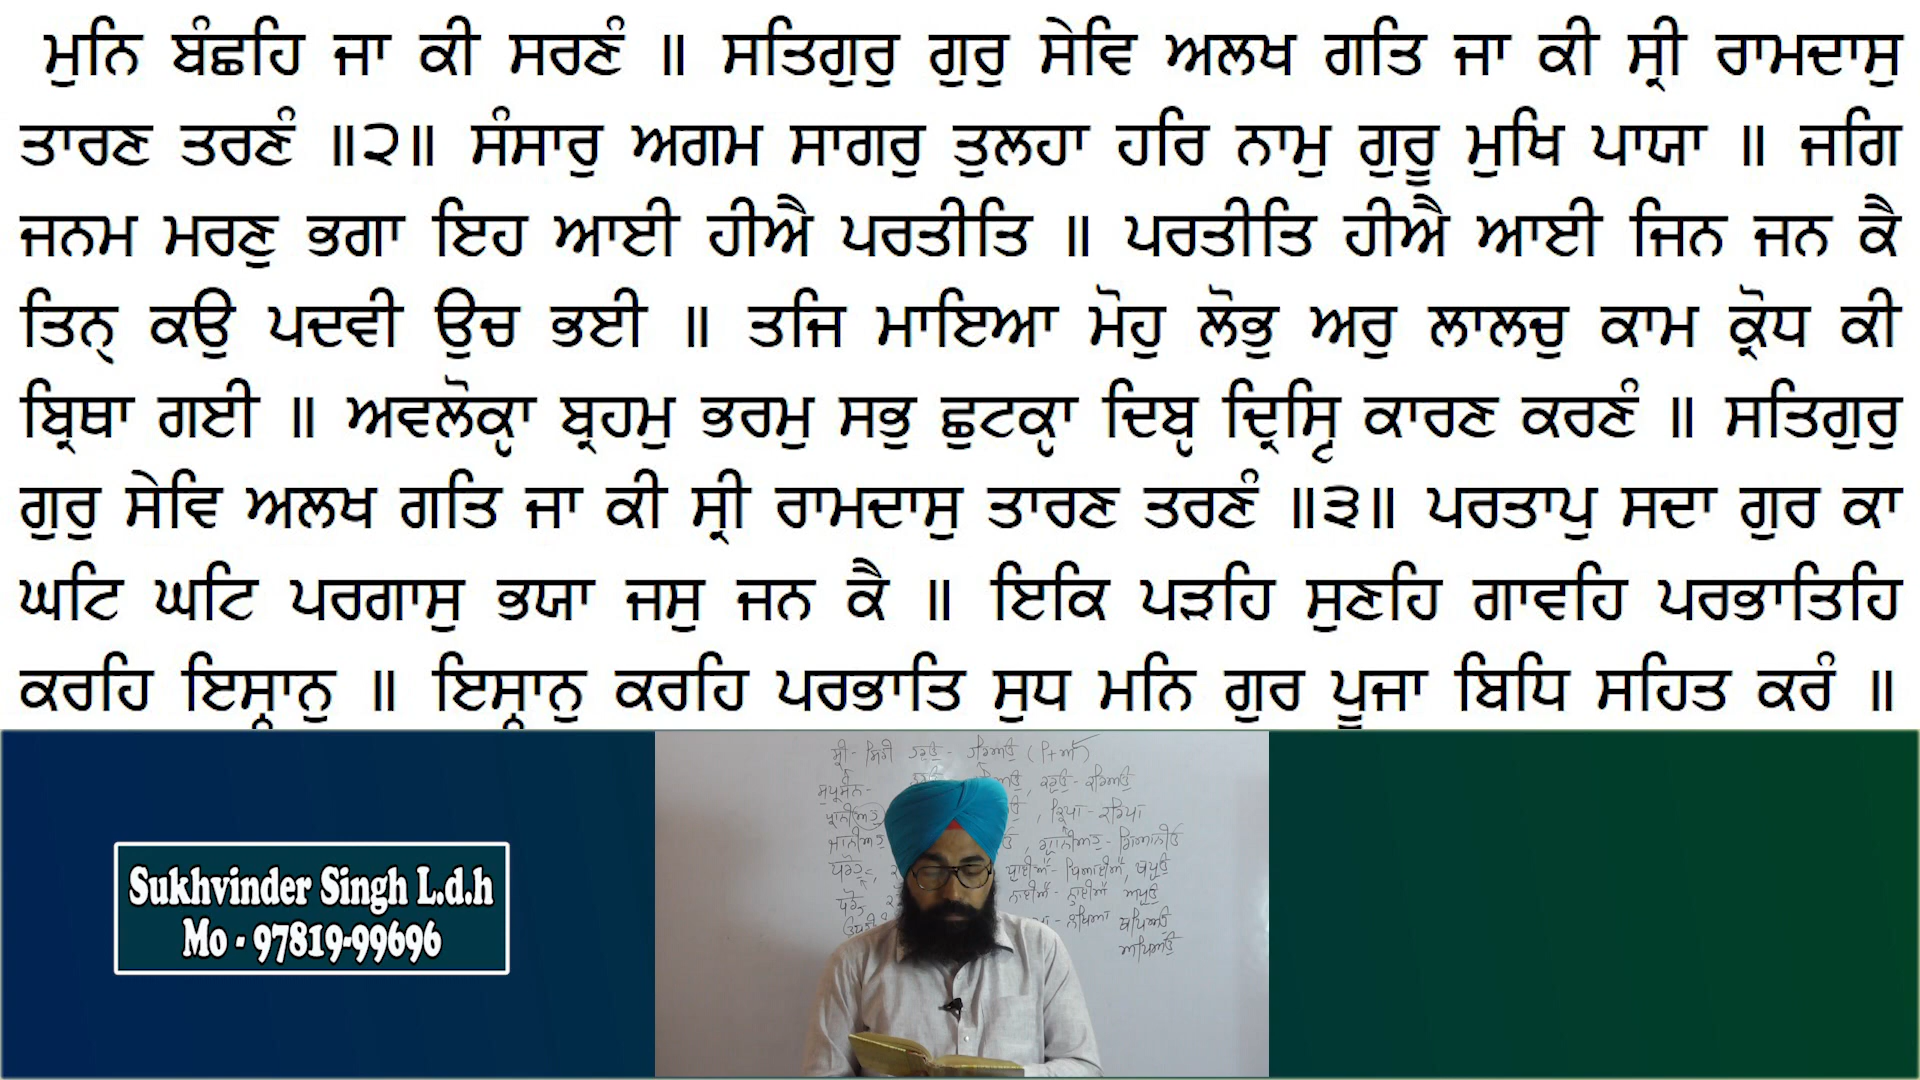 ਮੁਨਿ ਬੰਛਹਿ ਜਾ ਕੀ ਸਰਣੰ ॥ ਸਤਿਗੁਰੁ ਗੁਰੁ ਸੇਵਿ ਅਲਖ ਗਤਿ ਜਾ ਕੀ ਸ੍ਰੀ ਰਾਮਦਾਸੁ
ਤਾਰਣ ਤਰਣੰ ॥੨॥ ਸੰਸਾਰੁ ਅਗਮ ਸਾਗਰੁ ਤੁਲਹਾ ਹਰਿ ਨਾਮੁ ਗੁਰੂ ਮੁਖਿ ਪਾਯਾ ॥ ਜਗਿ
ਜਨਮ ਮਰਣੁ ਭਗਾ ਇਹ ਆਈ ਹੀਐ ਪਰਤੀਤਿ ॥ ਪਰਤੀਤਿ ਹੀਐ ਆਈ ਜਿਨ ਜਨ ਕੈ
ਤਿਨ੍ ਕਉ ਪਦਵੀ ਉਚ ਭਈ ॥ ਤਜਿ ਮਾਇਆ ਮੋਹੁ ਲੋਭੁ ਅਰੁ ਲਾਲਚੁ ਕਾਮ ਕ੍ਰੋਧ ਕੀ
ਬ੍ਰਿਥਾ ਗਈ ॥ ਅਵਲੋਕੵਾ ਬ੍ਰਹਮੁ ਭਰਮੁ ਸਭੁ ਛੁਟਕੵਾ ਦਿਬੵ ਦ੍ਰਿਸ੍ਟਿ ਕਾਰਣ ਕਰਣੰ ॥ ਸਤਿਗੁਰੁ
ਗੁਰੁ ਸੇਵਿ ਅਲਖ ਗਤਿ ਜਾ ਕੀ ਸ੍ਰੀ ਰਾਮਦਾਸੁ ਤਾਰਣ ਤਰਣੰ ॥੩॥ ਪਰਤਾਪੁ ਸਦਾ ਗੁਰ ਕਾ
ਘਟਿ ਘਟਿ ਪਰਗਾਸੁ ਭਯਾ ਜਸੁ ਜਨ ਕੈ ॥ ਇਕਿ ਪੜਹਿ ਸੁਣਹਿ ਗਾਵਹਿ ਪਰਭਾਤਿਹਿ
ਕਰਹਿ ਇਸ੍ਨਾਨੁ ॥ ਇਸ੍ਨਾਨੁ ਕਰਹਿ ਪਰਭਾਤਿ ਸੁਧ ਮਨਿ ਗੁਰ ਪੂਜਾ ਬਿਧਿ ਸਹਿਤ ਕਰੰ ॥
Sukhvinder Singh L.d.h
Mo - 97819-99696